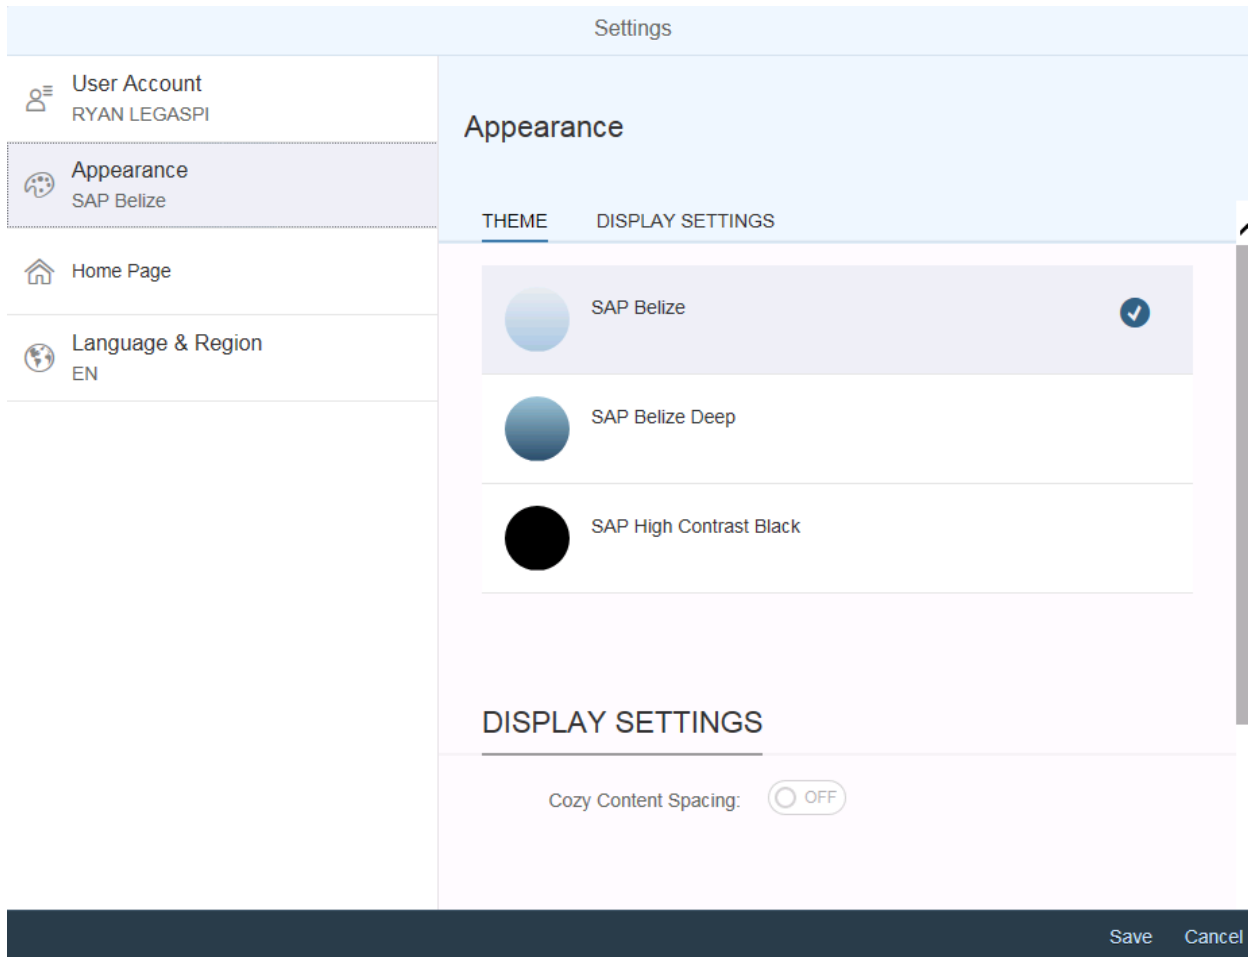 Settings
User Account
RYAN LEGASPI
Appearance
SAP Belize
Home Page
Language & Region
EN
Appearance
THEME DISPLAY SETTINGS
SAP Belize
SAP Belize Deep
SAP High Contrast Black
DISPLAY SETTINGS
Cozy Content Spacing: OFF
Save Cancel